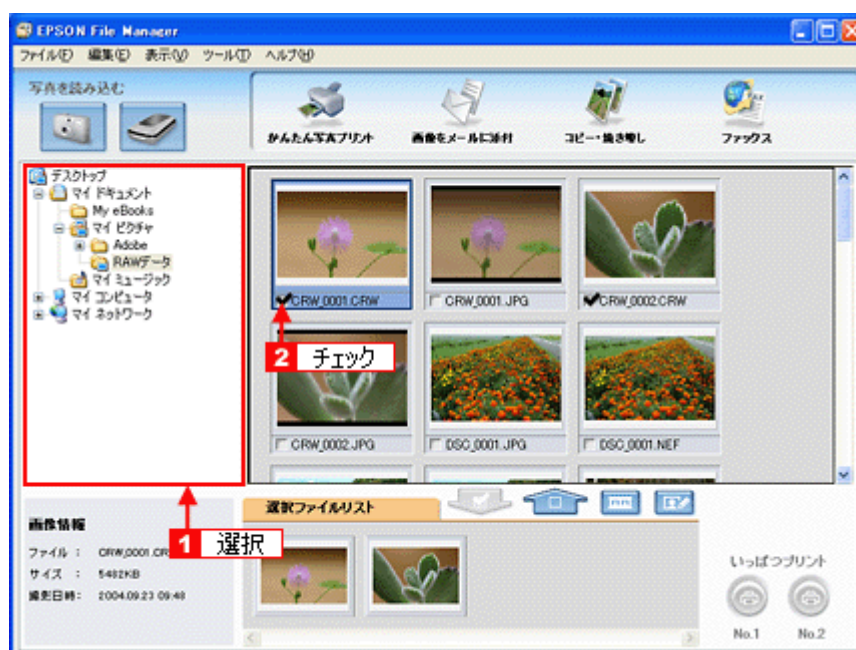 EPSON File Manager
ファイル(F) 編集(E) 表示(V) ツール(T) ヘルプ(H)
写真を読み込む
かんたん写真プリント 画像をメールに添付 コピー・焼き増し ファックス
デスクトップ
マイ ドキュメント
My eBooks
マイ ピクチャ
Adobe
RAWデータ
マイ ミュージック
マイ コンピュータ
マイ ネットワーク
CRW_0001.CRW CRW_0001.JPG CRW_0002.CRW
2 チェック
CRW_0002.JPG DSC_0001.JPG DSC_0001.NEF
選択ファイルリスト
1 選択
画像情報
ファイル : CRW_0001.CR
サイズ : 5482KB
撮影日時: 2004.09.23 09:48
いっぱつプリント
No.1 No.2